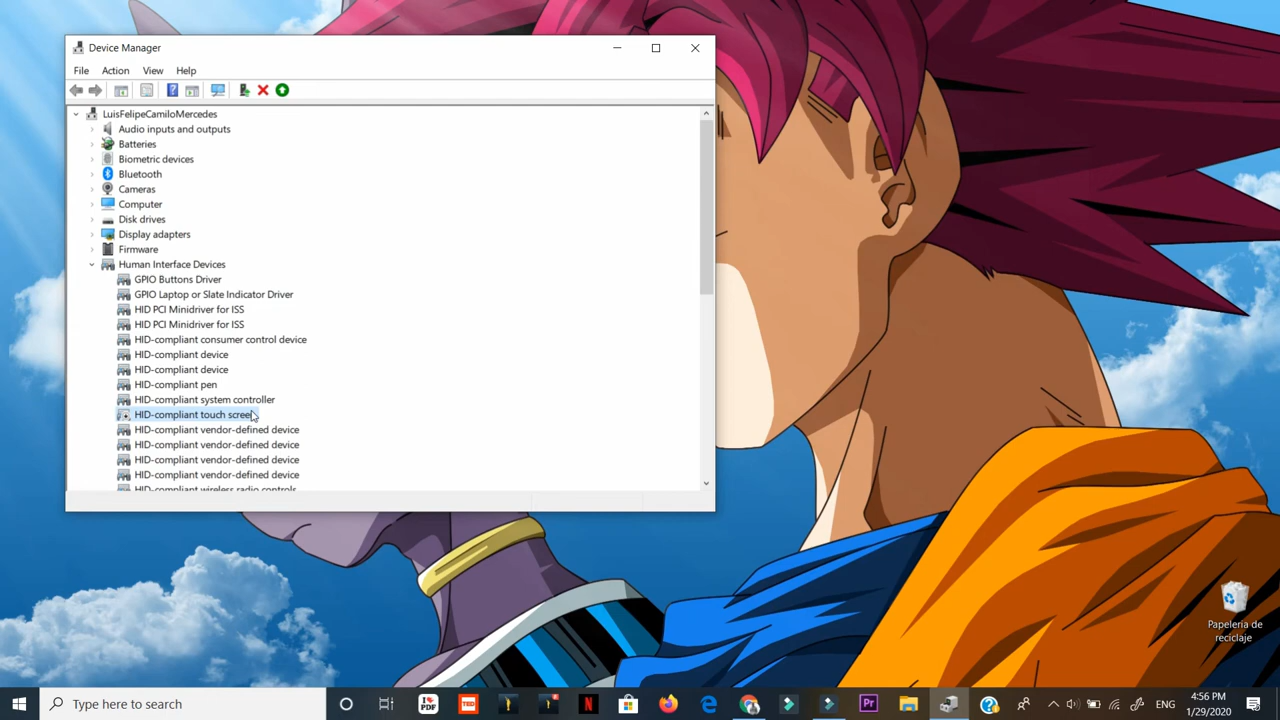 Device Manager
File Action View Help
LuisFelipeCamiloMercedes
Audio inputs and outputs
Batteries
Biometric devices
Bluetooth
Cameras
Computer
Disk drives
Display adapters
Firmware
Human Interface Devices
GPIO Buttons Driver
GPIO Laptop or Slate Indicator Driver
HID PCI Minidriver for ISS
HID PCI Minidriver for ISS
HID-compliant consumer control device
HID-compliant device
HID-compliant device
HID-compliant pen
HID-compliant system controller
HID-compliant touch screen
HID-compliant vendor-defined device
HID-compliant vendor-defined device
HID-compliant vendor-defined device
HID-compliant vendor-defined device
HID-compliant wireless radio controls
Papelería de
reciclaje
Type here to search
I PDF
TED
N
Pr
ENG
4:56 PM
1/29/2020